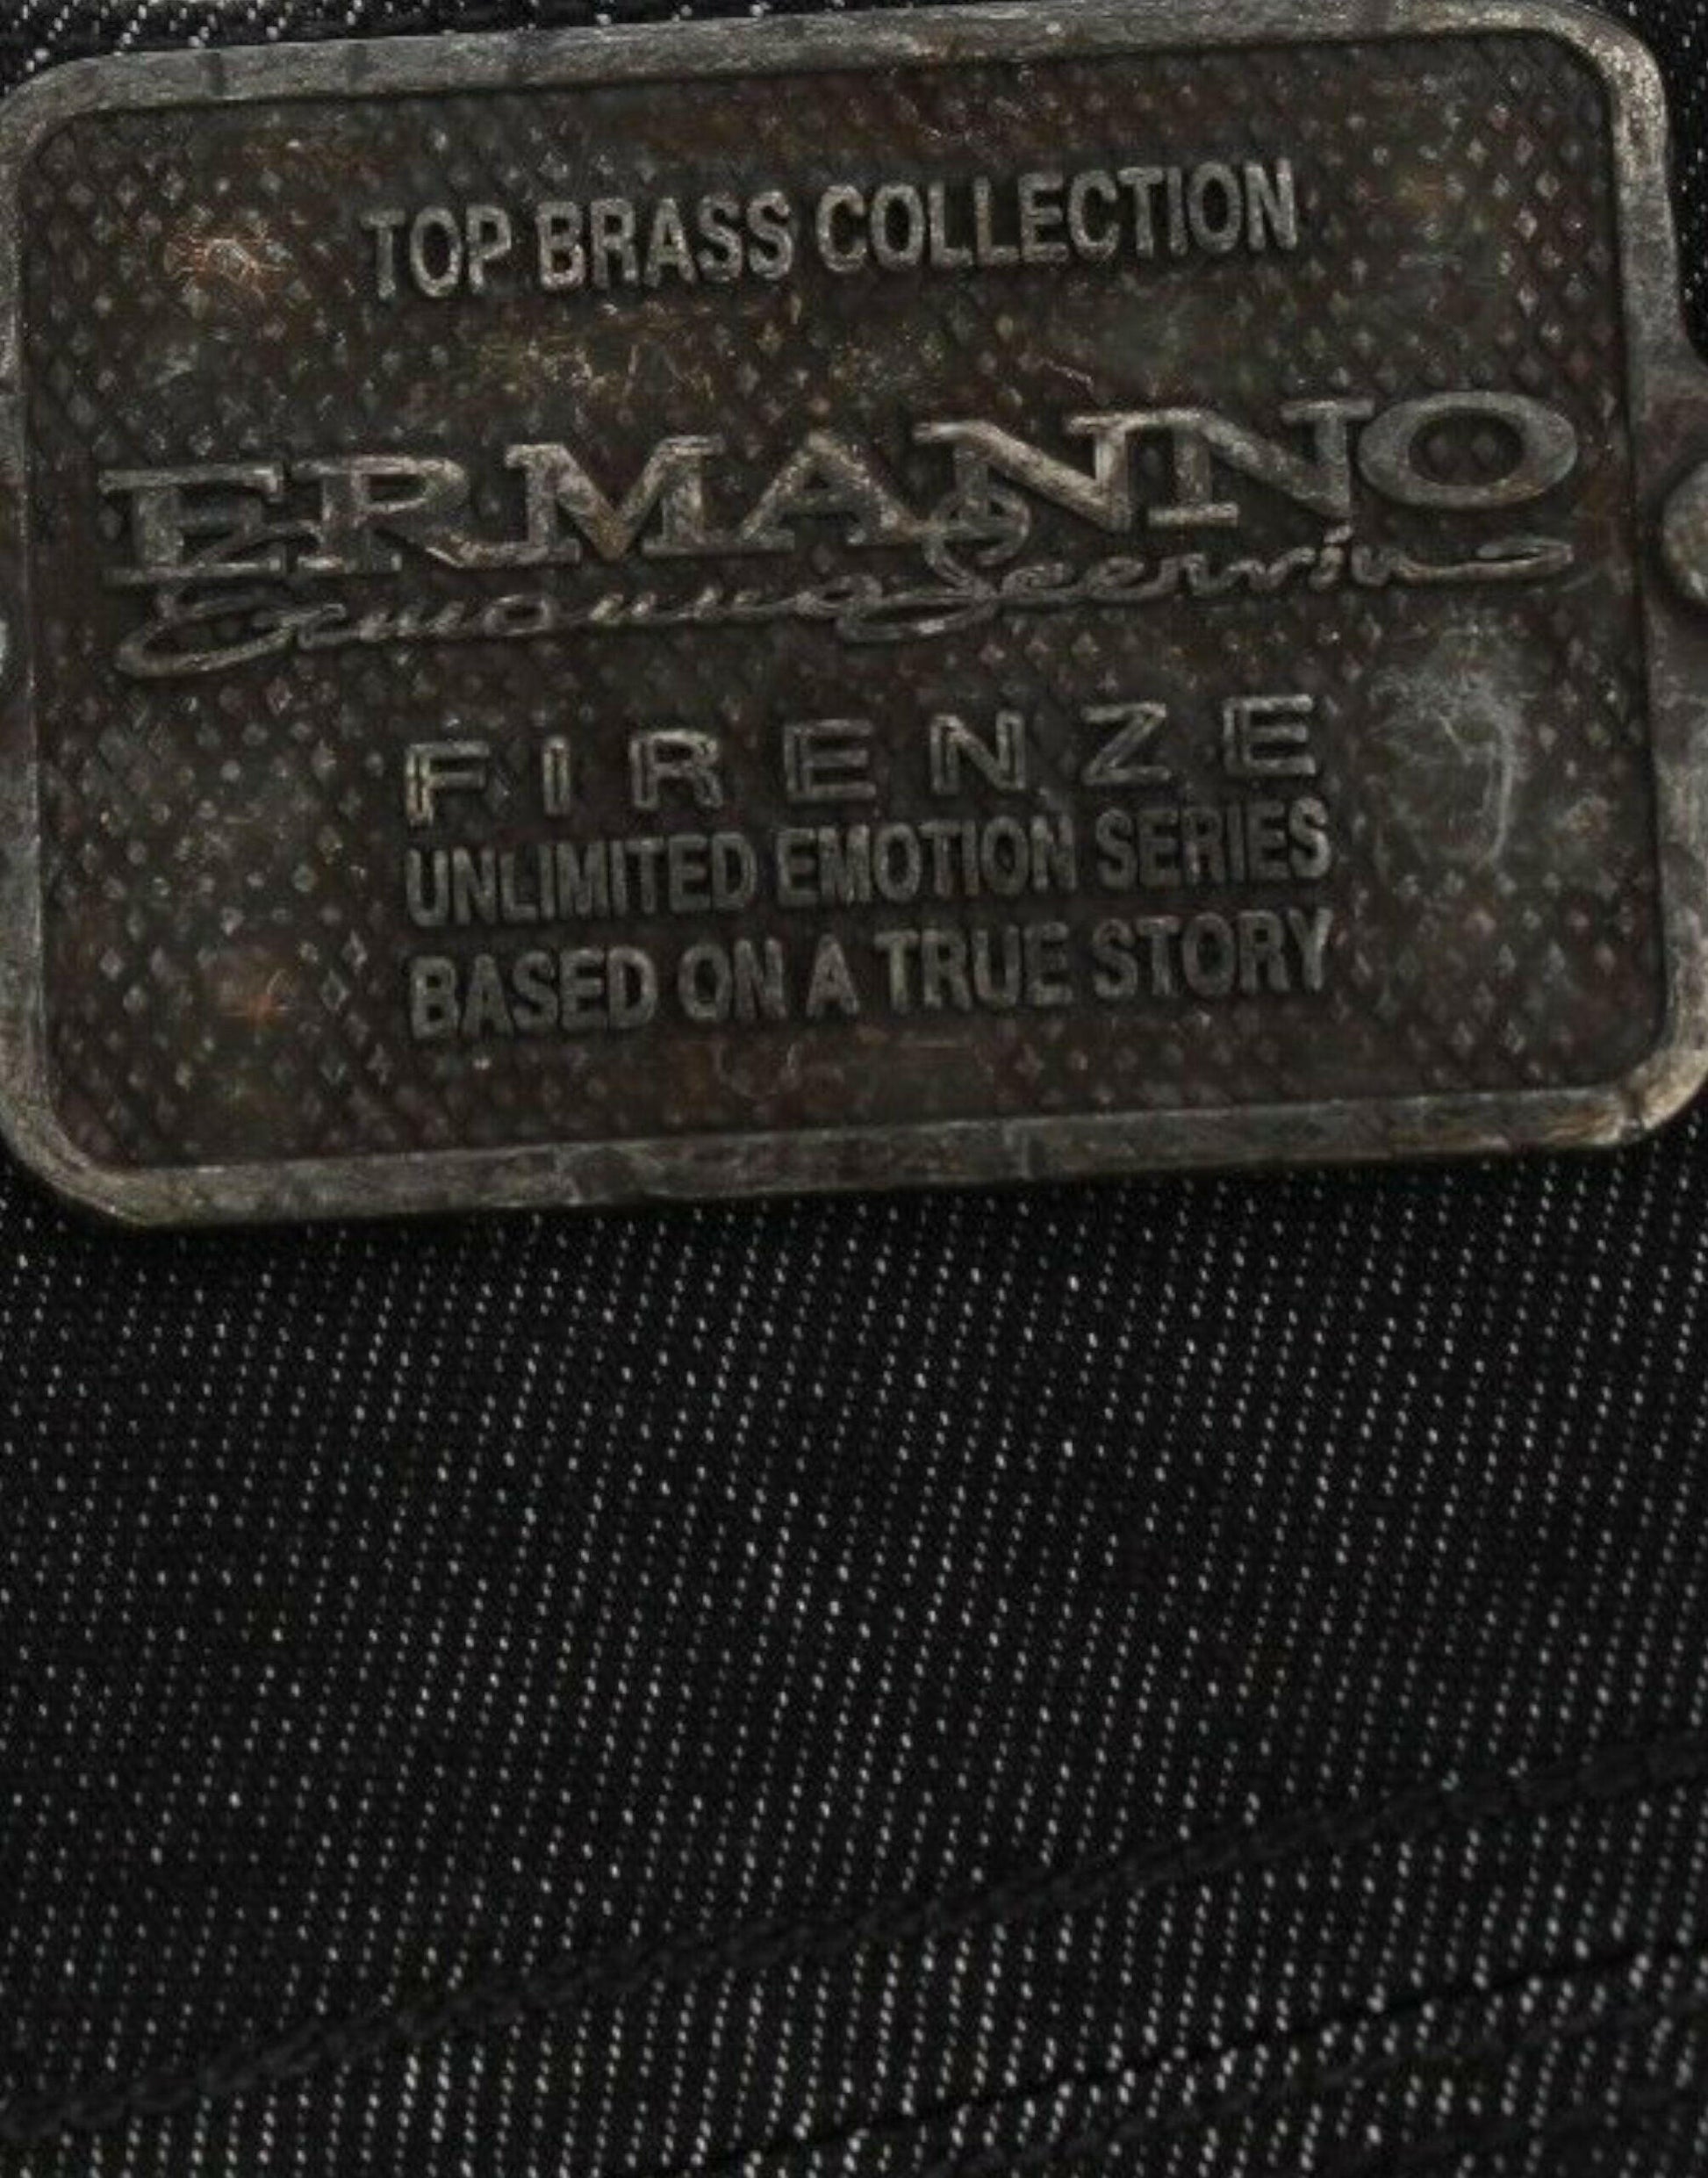 TOP BRASS COLLECTION
ERMANNO
Ermanno Scervino
FIRENZE
UNLIMITED EMOTION SERIES
BASED ON A TRUE STORY